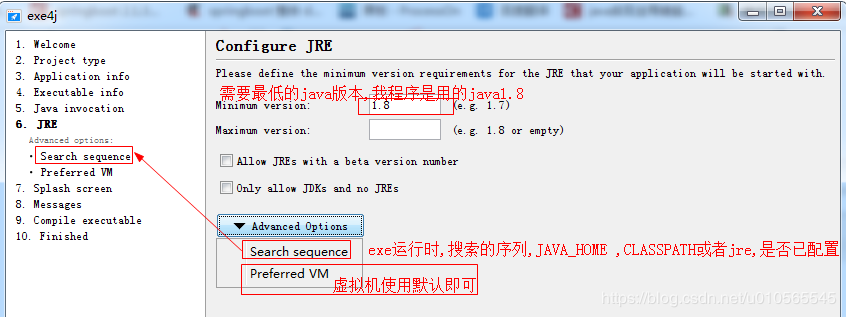 exe4j
1. Welcome
2. Project type
3. Application info
4. Executable info
5. Java invocation
6. JRE
Advanced options:
• Search sequence
• Preferred VM
7. Splash screen
8. Messages
9. Compile executable
10. Finished
Configure JRE
Please define the minimum version requirements for the JRE that your application will be started with.
需要最低的java版本,我程序是用的java1.8
Minimum version: 1.8 (e.g. 1.7)
Maximum version: (e.g. 1.8 or empty)
Allow JREs with a beta version number
Only allow JDKs and no JREs
Advanced Options
Search sequence
exe运行时,搜索的序列,JAVA_HOME ,CLASSPATH或者jre,是否已配置
Preferred VM
虚拟机使用默认即可
https://blog.csdn.net/u010565545